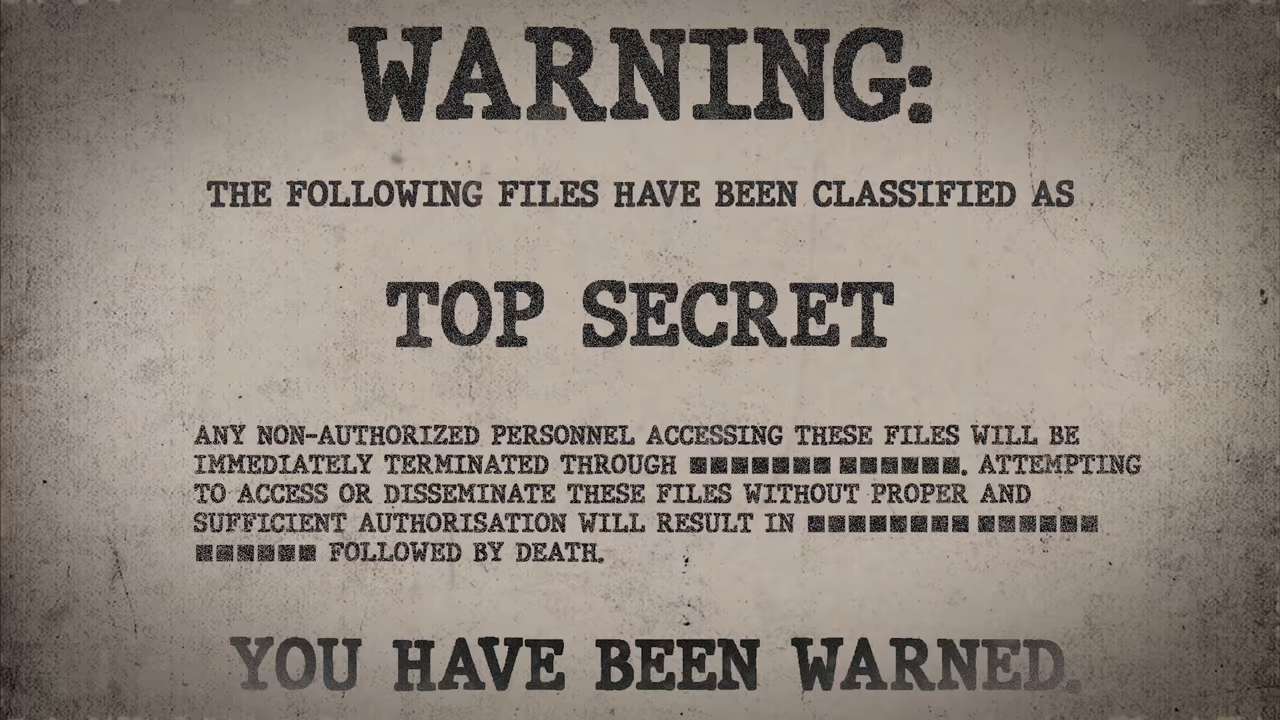 WARNING:
THE FOLLOWING FILES HAVE BEEN CLASSIFIED AS
TOP SECRET
ANY NON-AUTHORIZED PERSONNEL ACCESSING THESE FILES WILL BE
IMMEDIATELY TERMINATED THROUGH ■■■■■■■ ■■■■■■. ATTEMPTING
TO ACCESS OR DISSEMINATE THESE FILES WITHOUT PROPER AND
SUFFICIENT AUTHORISATION WILL RESULT IN ■■■■■■■■ ■■■■■■
■■■■■■ FOLLOWED BY DEATH.
YOU HAVE BEEN WARNED.